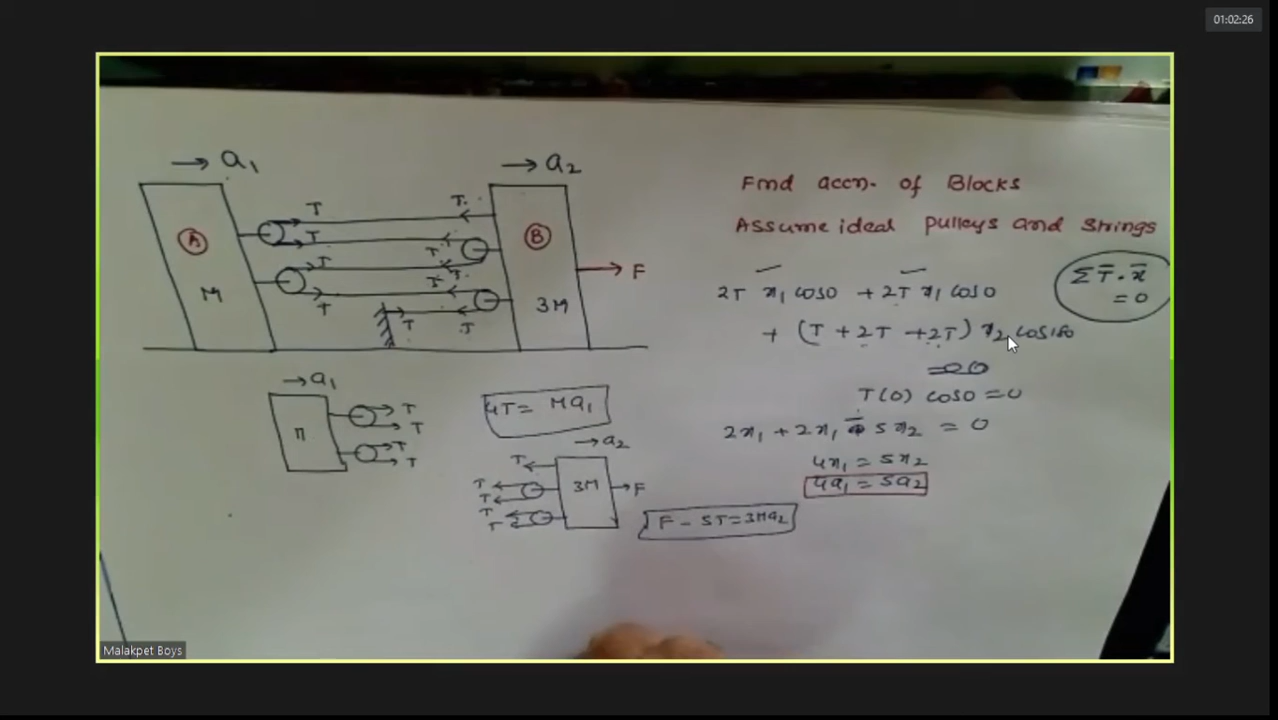 01:02:26
→ a1
→ a2
Find accn. of Blocks
Assume ideal pulleys and strings
T
T
T
T
T
T
T
T
T
T
A
B
M
3M
F
2T x1 cos0 + 2T x1 cos0
+ (T + 2T + 2T) x2 cos180
= 0
ΣT̄·x̄
= 0
T(0) cos0 = 0
2x1 + 2x1 - 5x2 = 0
4x1 = 5x2
4a1 = 5a2
→ a1
M
T
T
T
T
4T = Ma1
→ a2
T
T
T
T
T
3M
F
F - 5T = 3Ma2
Malakpet Boys